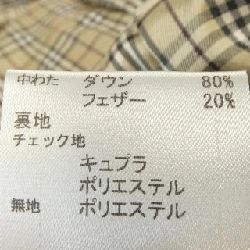 中わた ダウン 80%
フェザー 20%
裏地
チェック地
キュプラ
ポリエステル
無地 ポリエステル